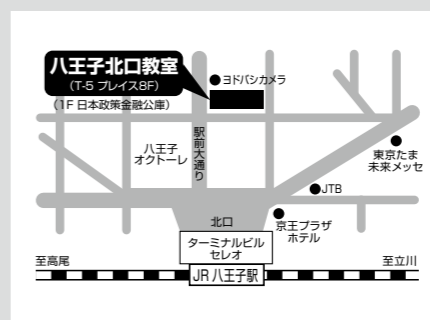 八王子北口教室
（T-5 プレイス8F）
（1F 日本政策金融公庫）
ヨドバシカメラ
八王子
オクトーレ
駅前大通り
東京たま
未来メッセ
JTB
北口
京王プラザ
ホテル
ターミナルビル
セレオ
至高尾
JR 八王子駅
至立川